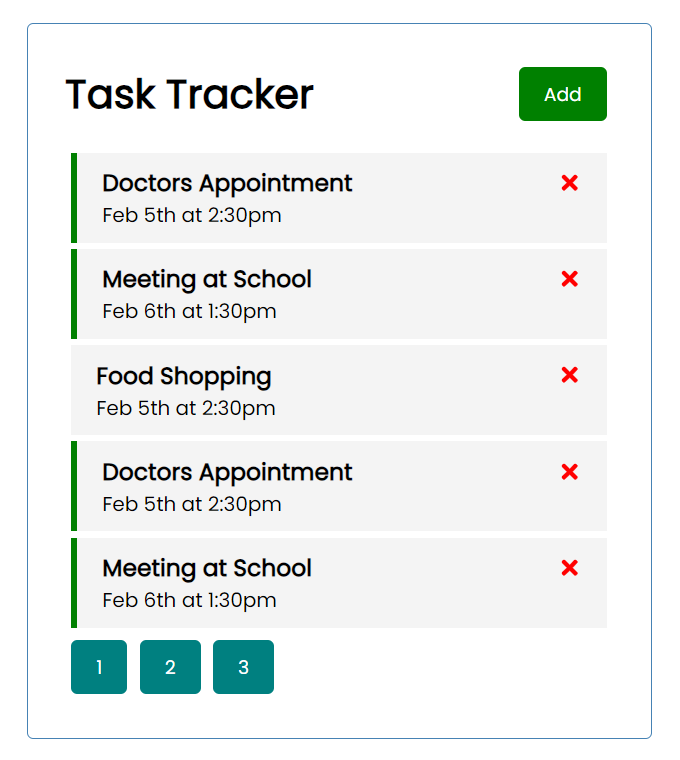 Task Tracker
Add
Doctors Appointment
Feb 5th at 2:30pm
Meeting at School
Feb 6th at 1:30pm
Food Shopping
Feb 5th at 2:30pm
Doctors Appointment
Feb 5th at 2:30pm
Meeting at School
Feb 6th at 1:30pm
1 2 3